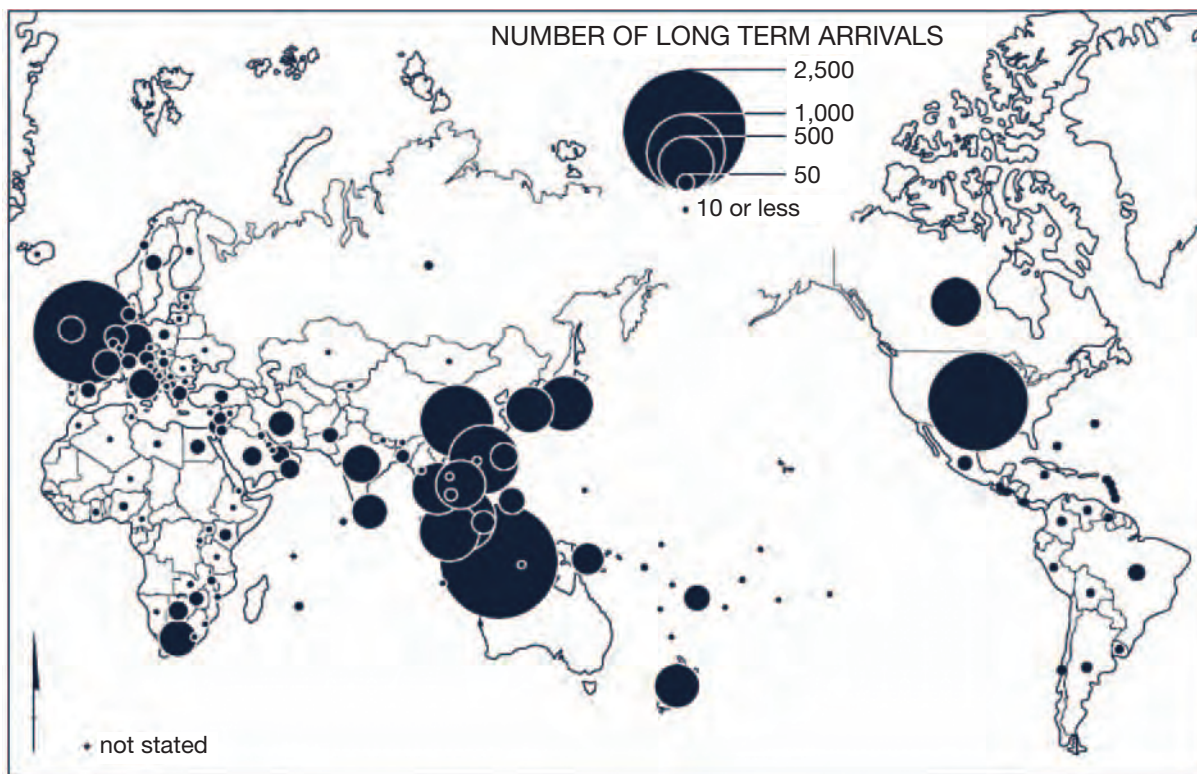 NUMBER OF LONG TERM ARRIVALS
2,500
1,000
500
50
10 or less
not stated